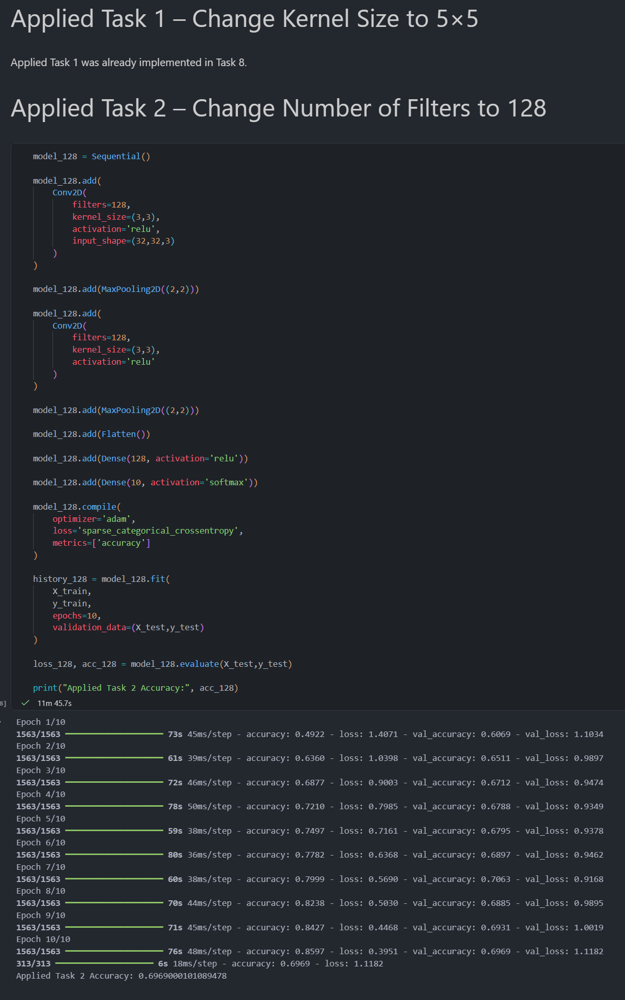 Applied Task 1 – Change Kernel Size to 5×5
Applied Task 1 was already implemented in Task 8.
Applied Task 2 – Change Number of Filters to 128
model_128 = Sequential()
model_128.add(
Conv2D(
filters=128,
kernel_size=(3,3),
activation='relu',
input_shape=(32,32,3)
)
)
model_128.add(MaxPooling2D((2,2)))
model_128.add(
Conv2D(
filters=128,
kernel_size=(3,3),
activation='relu'
)
)
model_128.add(MaxPooling2D((2,2)))
model_128.add(Flatten())
model_128.add(Dense(128, activation='relu'))
model_128.add(Dense(10, activation='softmax'))
model_128.compile(
optimizer='adam',
loss='sparse_categorical_crossentropy',
metrics=['accuracy']
)
history_128 = model_128.fit(
X_train,
y_train,
epochs=10,
validation_data=(X_test,y_test)
)
loss_128, acc_128 = model_128.evaluate(X_test,y_test)
print("Applied Task 2 Accuracy:", acc_128)
8] ✓ 11m 45.7s
Epoch 1/10
1563/1563 ━━━━━━━━━━━━━━━━━━━━ 73s 45ms/step - accuracy: 0.4922 - loss: 1.4071 - val_accuracy: 0.6069 - val_loss: 1.1034
Epoch 2/10
1563/1563 ━━━━━━━━━━━━━━━━━━━━ 61s 39ms/step - accuracy: 0.6360 - loss: 1.0398 - val_accuracy: 0.6511 - val_loss: 0.9897
Epoch 3/10
1563/1563 ━━━━━━━━━━━━━━━━━━━━ 72s 46ms/step - accuracy: 0.6877 - loss: 0.9003 - val_accuracy: 0.6712 - val_loss: 0.9474
Epoch 4/10
1563/1563 ━━━━━━━━━━━━━━━━━━━━ 78s 50ms/step - accuracy: 0.7210 - loss: 0.7985 - val_accuracy: 0.6788 - val_loss: 0.9349
Epoch 5/10
1563/1563 ━━━━━━━━━━━━━━━━━━━━ 59s 38ms/step - accuracy: 0.7497 - loss: 0.7161 - val_accuracy: 0.6795 - val_loss: 0.9378
Epoch 6/10
1563/1563 ━━━━━━━━━━━━━━━━━━━━ 80s 36ms/step - accuracy: 0.7782 - loss: 0.6368 - val_accuracy: 0.6897 - val_loss: 0.9462
Epoch 7/10
1563/1563 ━━━━━━━━━━━━━━━━━━━━ 60s 38ms/step - accuracy: 0.7999 - loss: 0.5690 - val_accuracy: 0.7063 - val_loss: 0.9168
Epoch 8/10
1563/1563 ━━━━━━━━━━━━━━━━━━━━ 70s 44ms/step - accuracy: 0.8238 - loss: 0.5030 - val_accuracy: 0.6885 - val_loss: 0.9895
Epoch 9/10
1563/1563 ━━━━━━━━━━━━━━━━━━━━ 71s 45ms/step - accuracy: 0.8427 - loss: 0.4468 - val_accuracy: 0.6931 - val_loss: 1.0019
Epoch 10/10
1563/1563 ━━━━━━━━━━━━━━━━━━━━ 76s 48ms/step - accuracy: 0.8597 - loss: 0.3951 - val_accuracy: 0.6969 - val_loss: 1.1182
313/313 ━━━━━━━━━━━━━━━━━━━━ 6s 18ms/step - accuracy: 0.6969 - loss: 1.1182
Applied Task 2 Accuracy: 0.6969000101089478